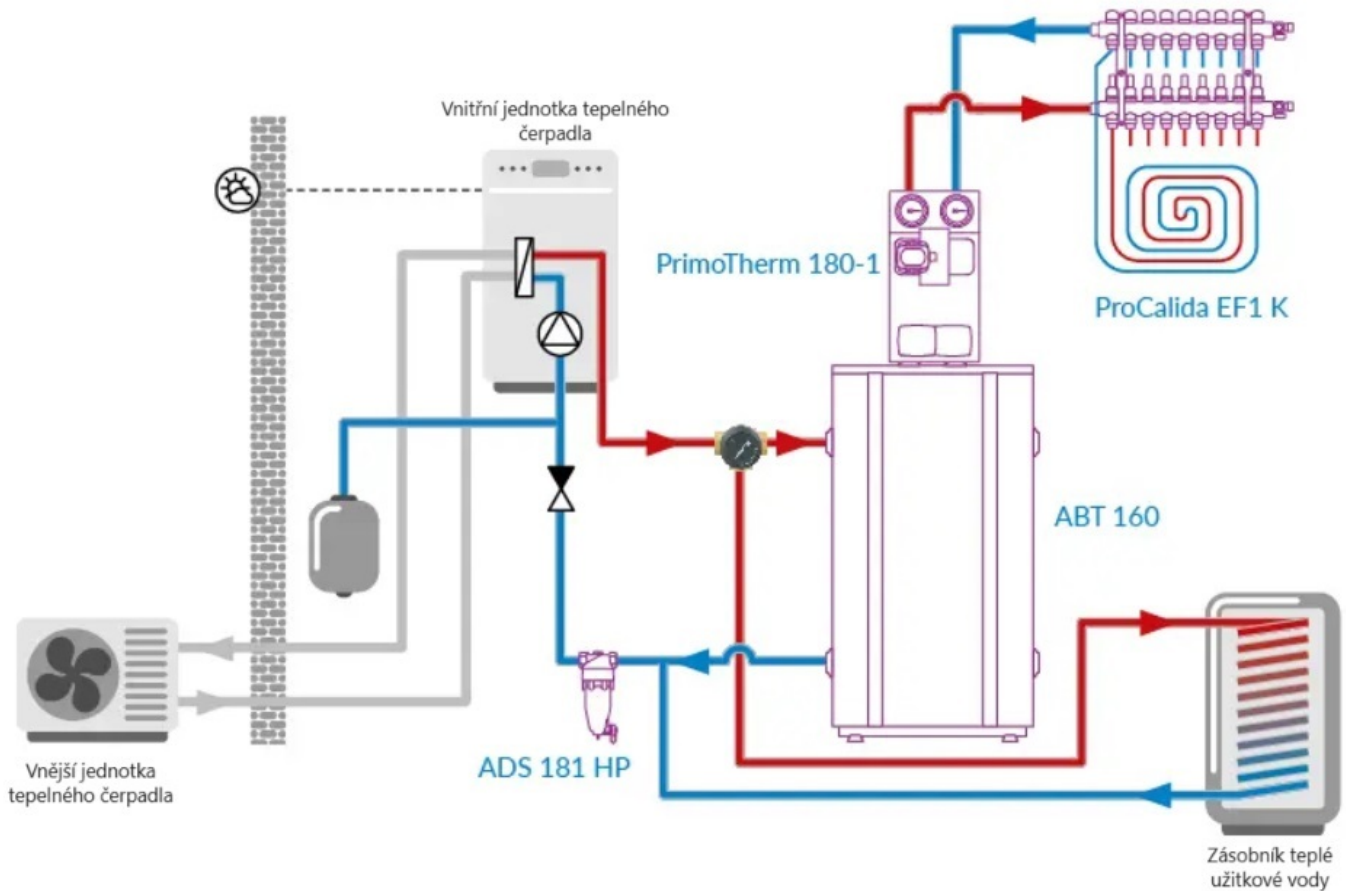 Vnitřní jednotka tepelného
čerpadla
PrimoTherm 180-1
ProCalida EF1 K
ABT 160
ADS 181 HP
Vnější jednotka
tepelného čerpadla
Zásobník teplé
užitkové vody